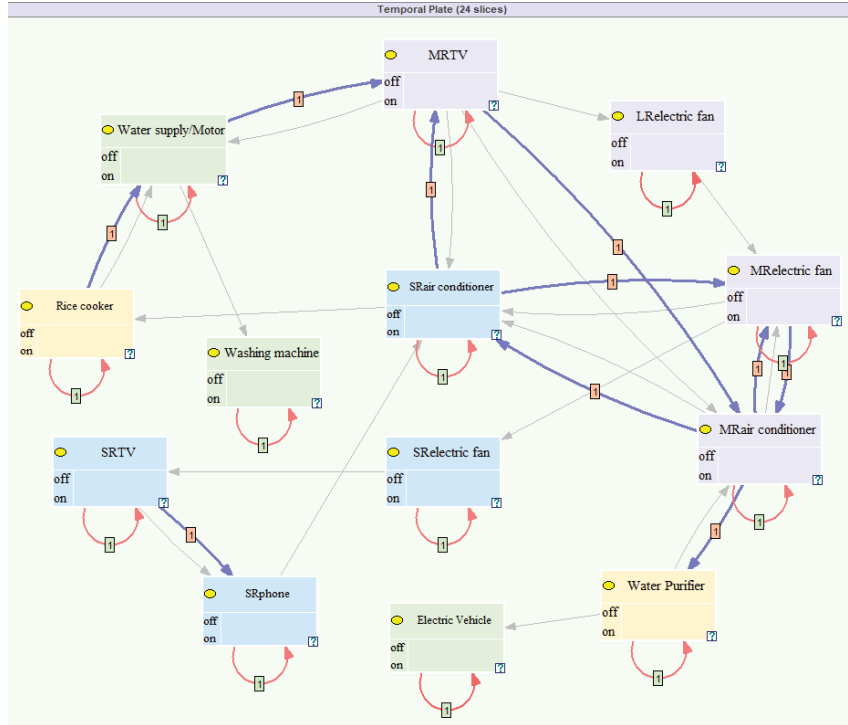 Temporal Plate (24 slices)
MRTV
off
on
?
1
1
Water supply/Motor
off
on
?
1
LRelectric fan
off
on
?
1
1
1
1
Rice cooker
off
on
?
1
SRair conditioner
off
on
?
1
1
MRelectric fan
off
on
?
1
1
1
1
Washing machine
off
on
?
1
1
SRTV
off
on
?
1
SRelectric fan
off
on
?
1
MRair conditioner
off
on
?
1
1
1
SRphone
off
on
?
1
Electric Vehicle
off
on
?
1
Water Purifier
off
on
?
1